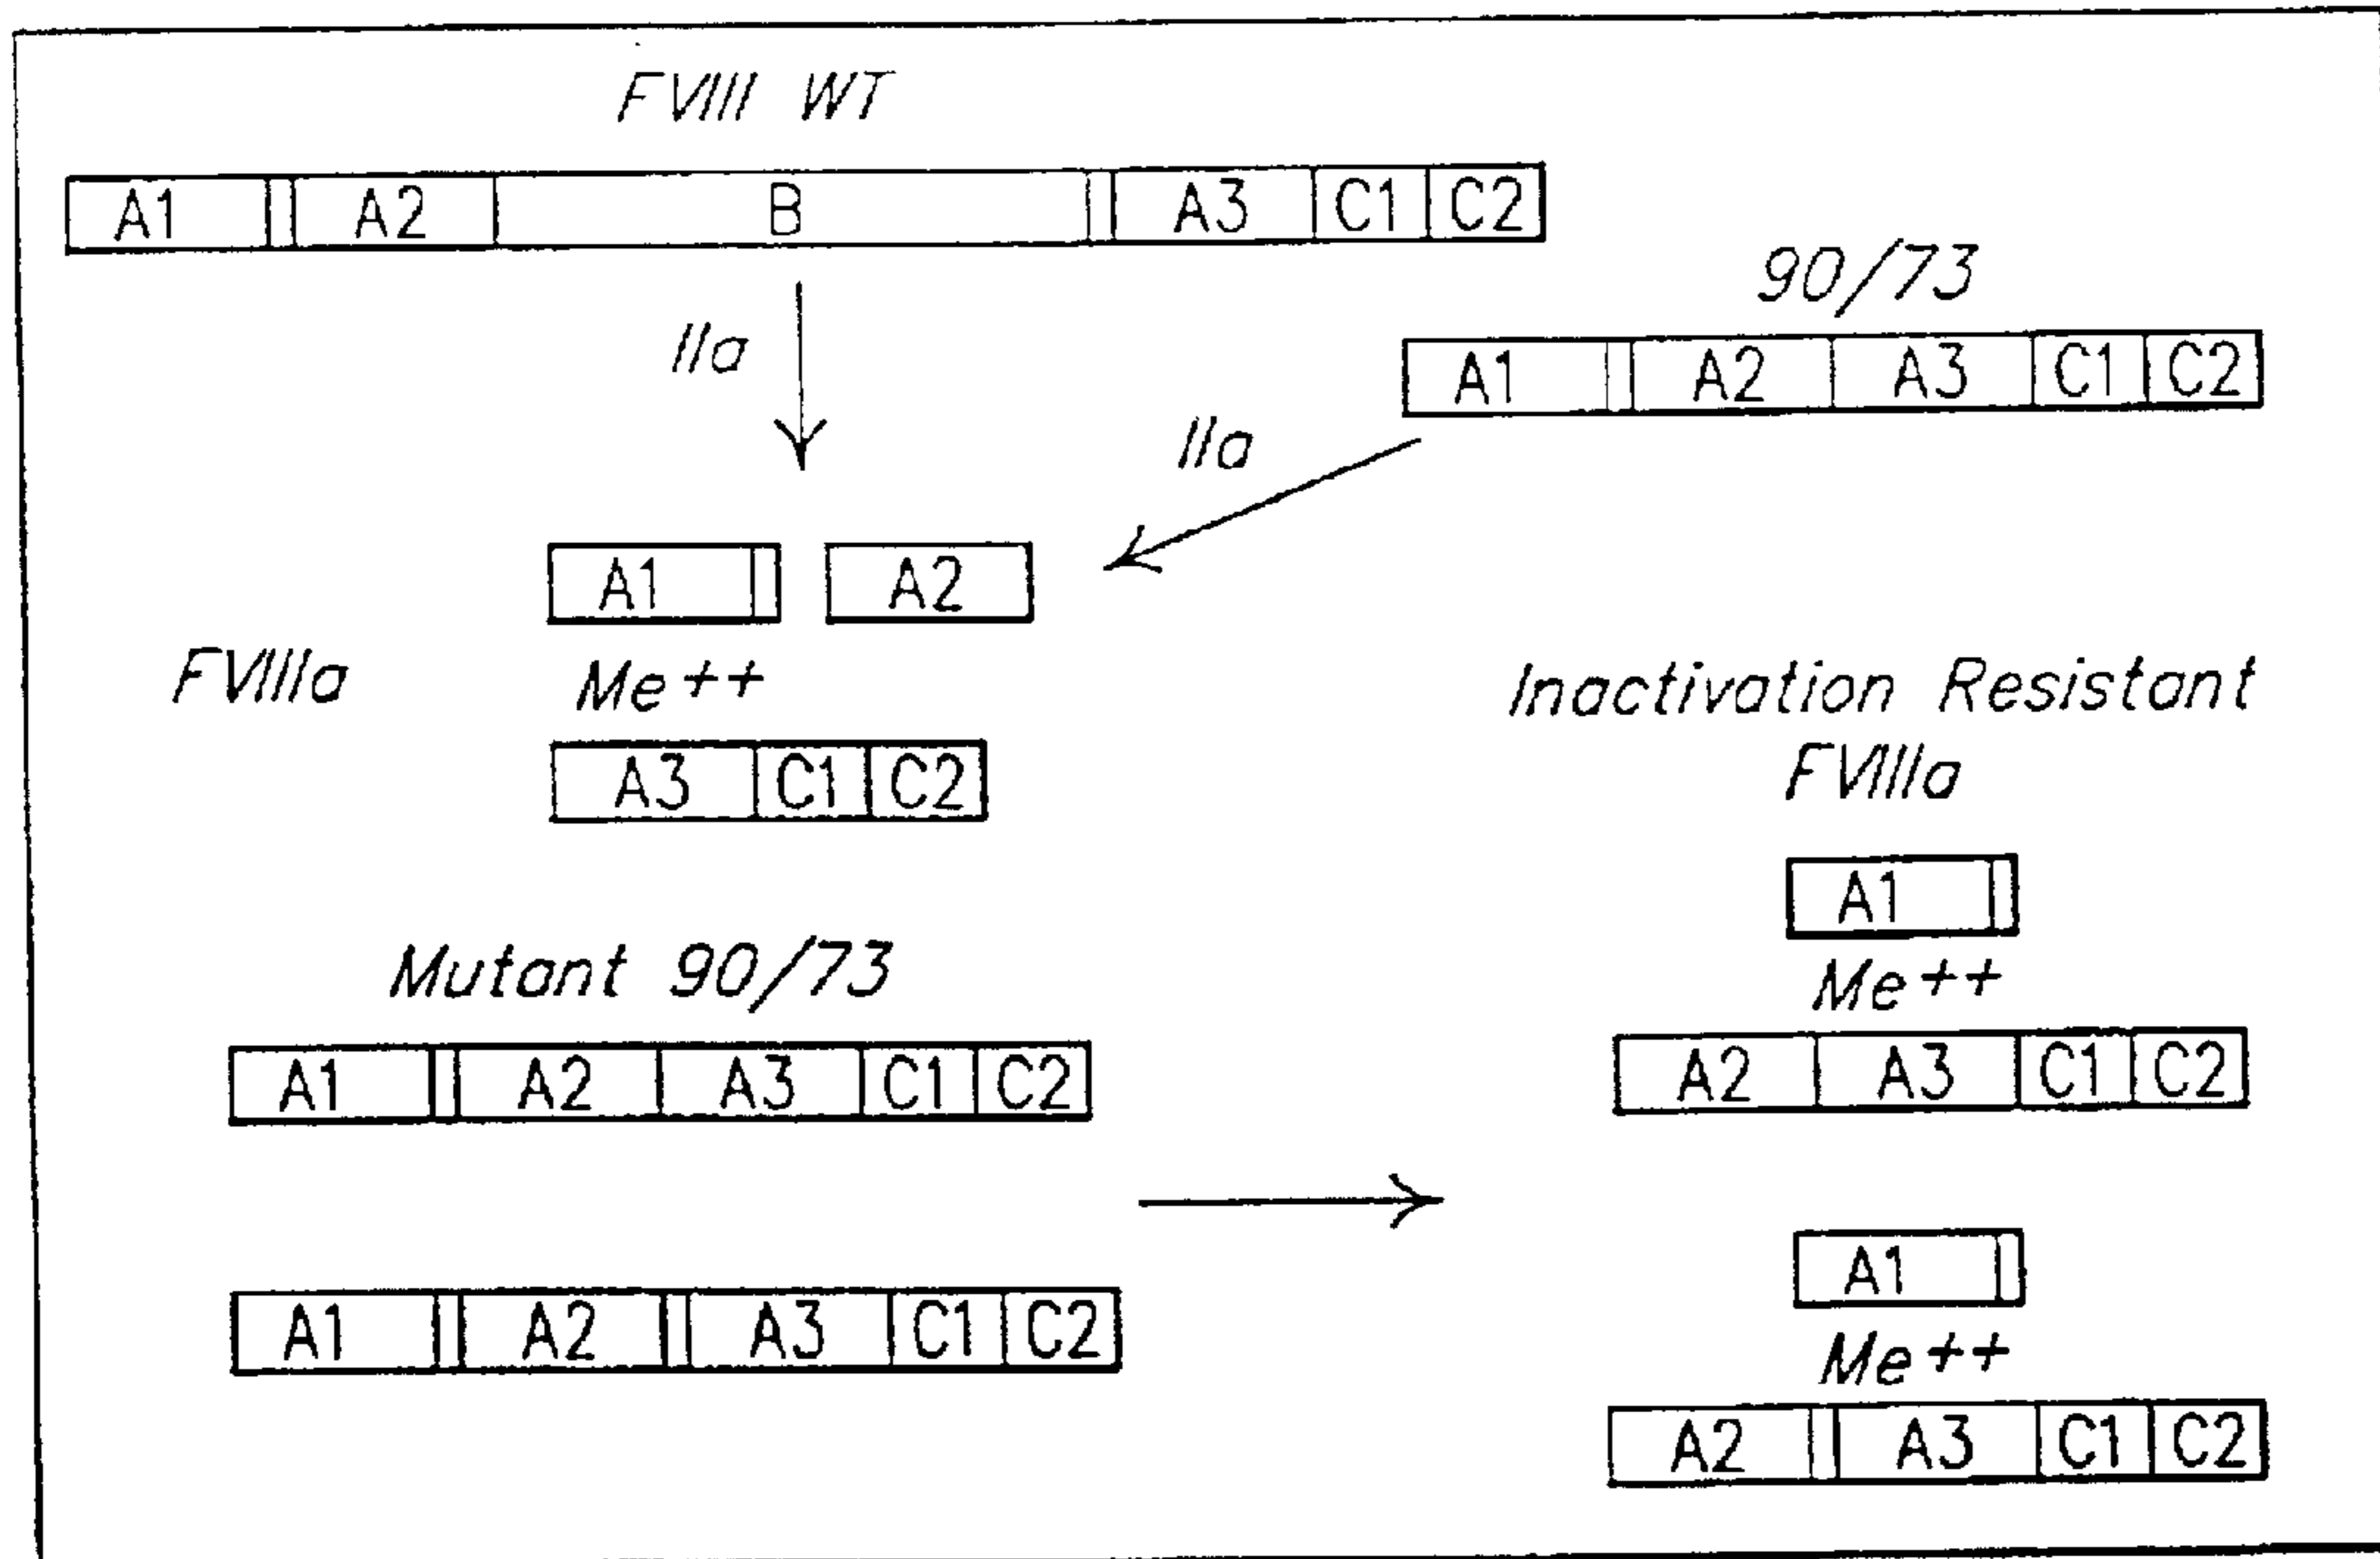 FVIII WT
A1 A2 B A3 C1 C2
90/73
A1 A2 A3 C1 C2
IIa
IIa
A1 A2
FVIIIa
Me++
A3 C1 C2
Mutant 90/73
A1 A2 A3 C1 C2
A1 A2 A3 C1 C2
Inactivation Resistant
FVIIIa
A1
Me++
A2 A3 C1 C2
A1
Me++
A2 A3 C1 C2